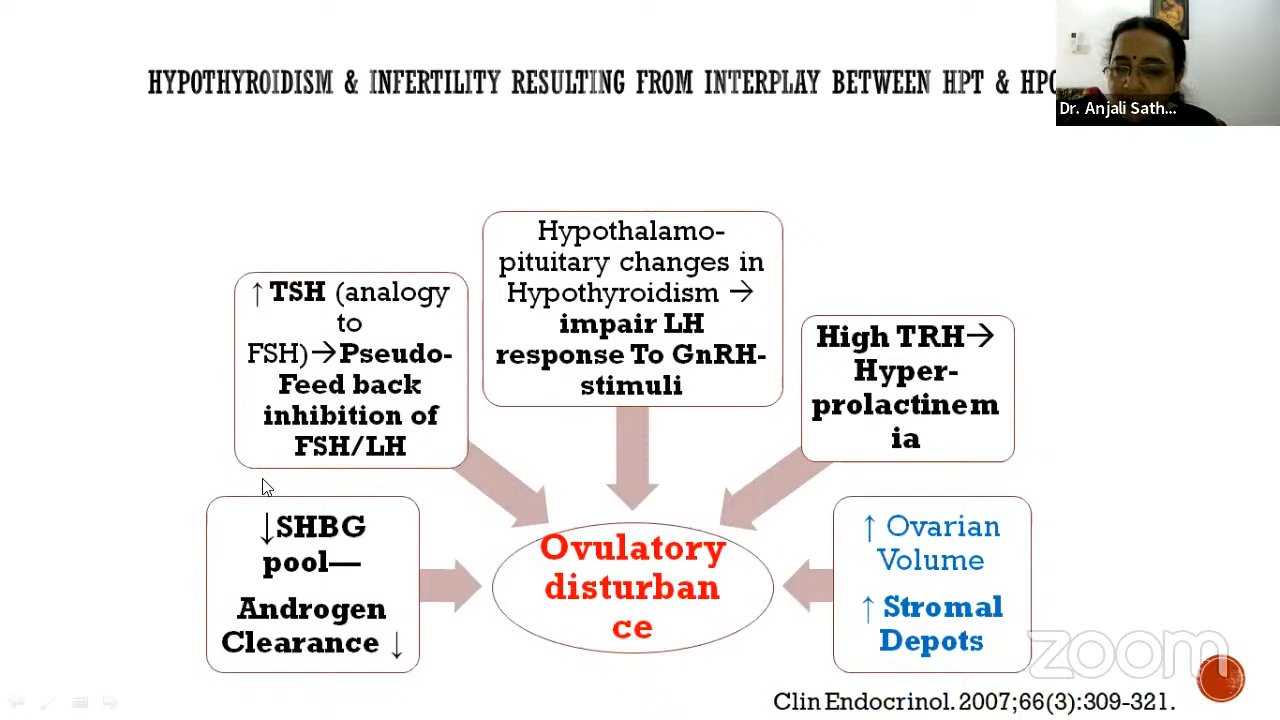 HYPOTHYROIDISM & INFERTILITY RESULTING FROM INTERPLAY BETWEEN HPT & HPO
Dr. Anjali Sath...
Hypothalamo-
pituitary changes in
Hypothyroidism →
impair LH
response To GnRH-
stimuli
↑ TSH (analogy
to
FSH)→Pseudo-
Feed back
inhibition of
FSH/LH
High TRH→
Hyper-
prolactinem
ia
↓SHBG
pool—
Androgen
Clearance ↓
Ovulatory
disturban
ce
↑ Ovarian
Volume
↑ Stromal
Depots
zoom
Clin Endocrinol. 2007;66(3):309-321.